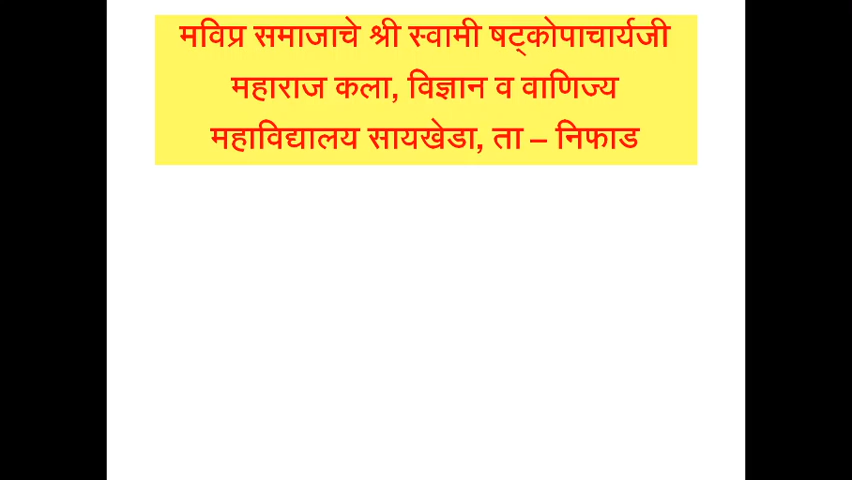 मविप्र समाजाचे श्री स्वामी षट्कोपाचार्यजी
महाराज कला, विज्ञान व वाणिज्य
महाविद्यालय सायखेडा, ता – निफाड